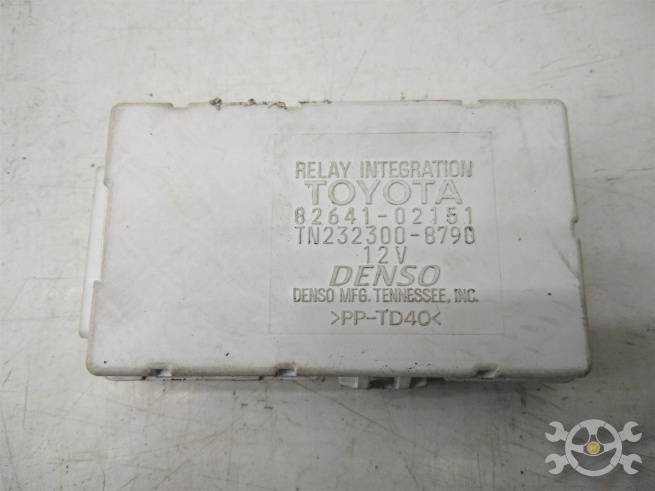 RELAY INTEGRATION
TOYOTA
82641-02151
TN232300-8790
12V
DENSO
DENSO MFG. TENNESSEE, INC.
>PP-TD40<